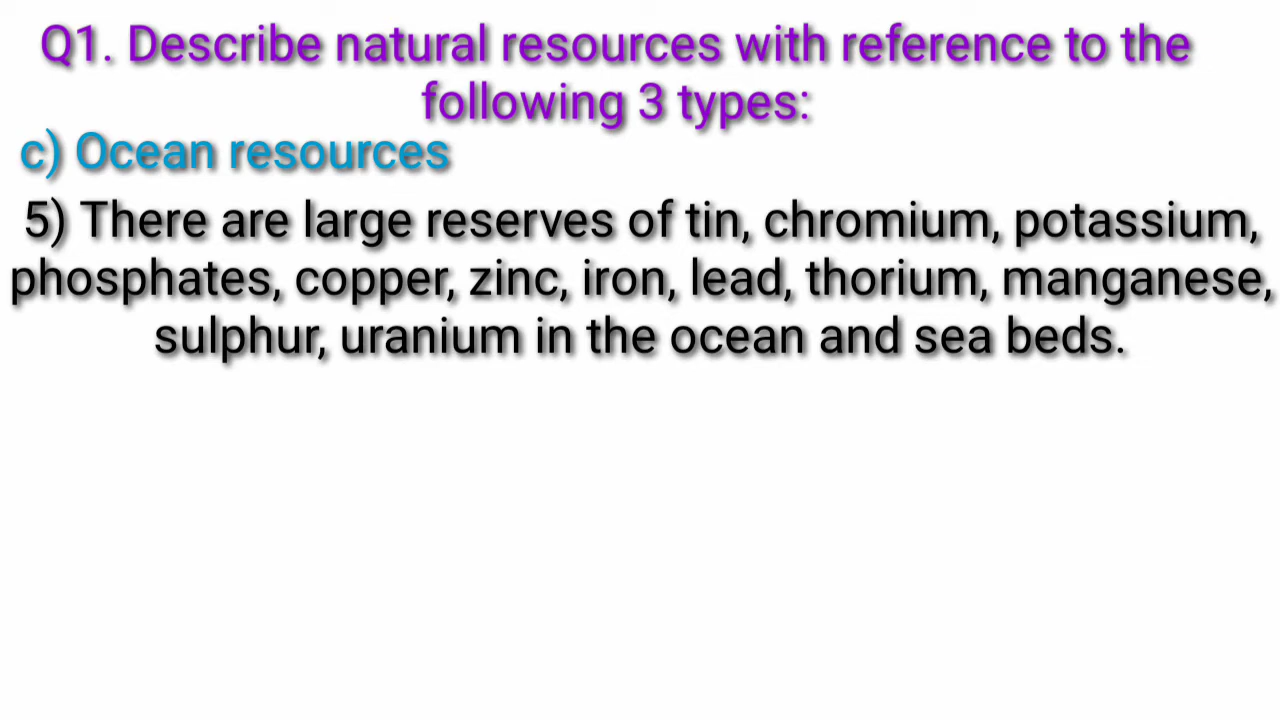 Q1. Describe natural resources with reference to the
following 3 types:
c) Ocean resources
5) There are large reserves of tin, chromium, potassium,
phosphates, copper, zinc, iron, lead, thorium, manganese,
sulphur, uranium in the ocean and sea beds.